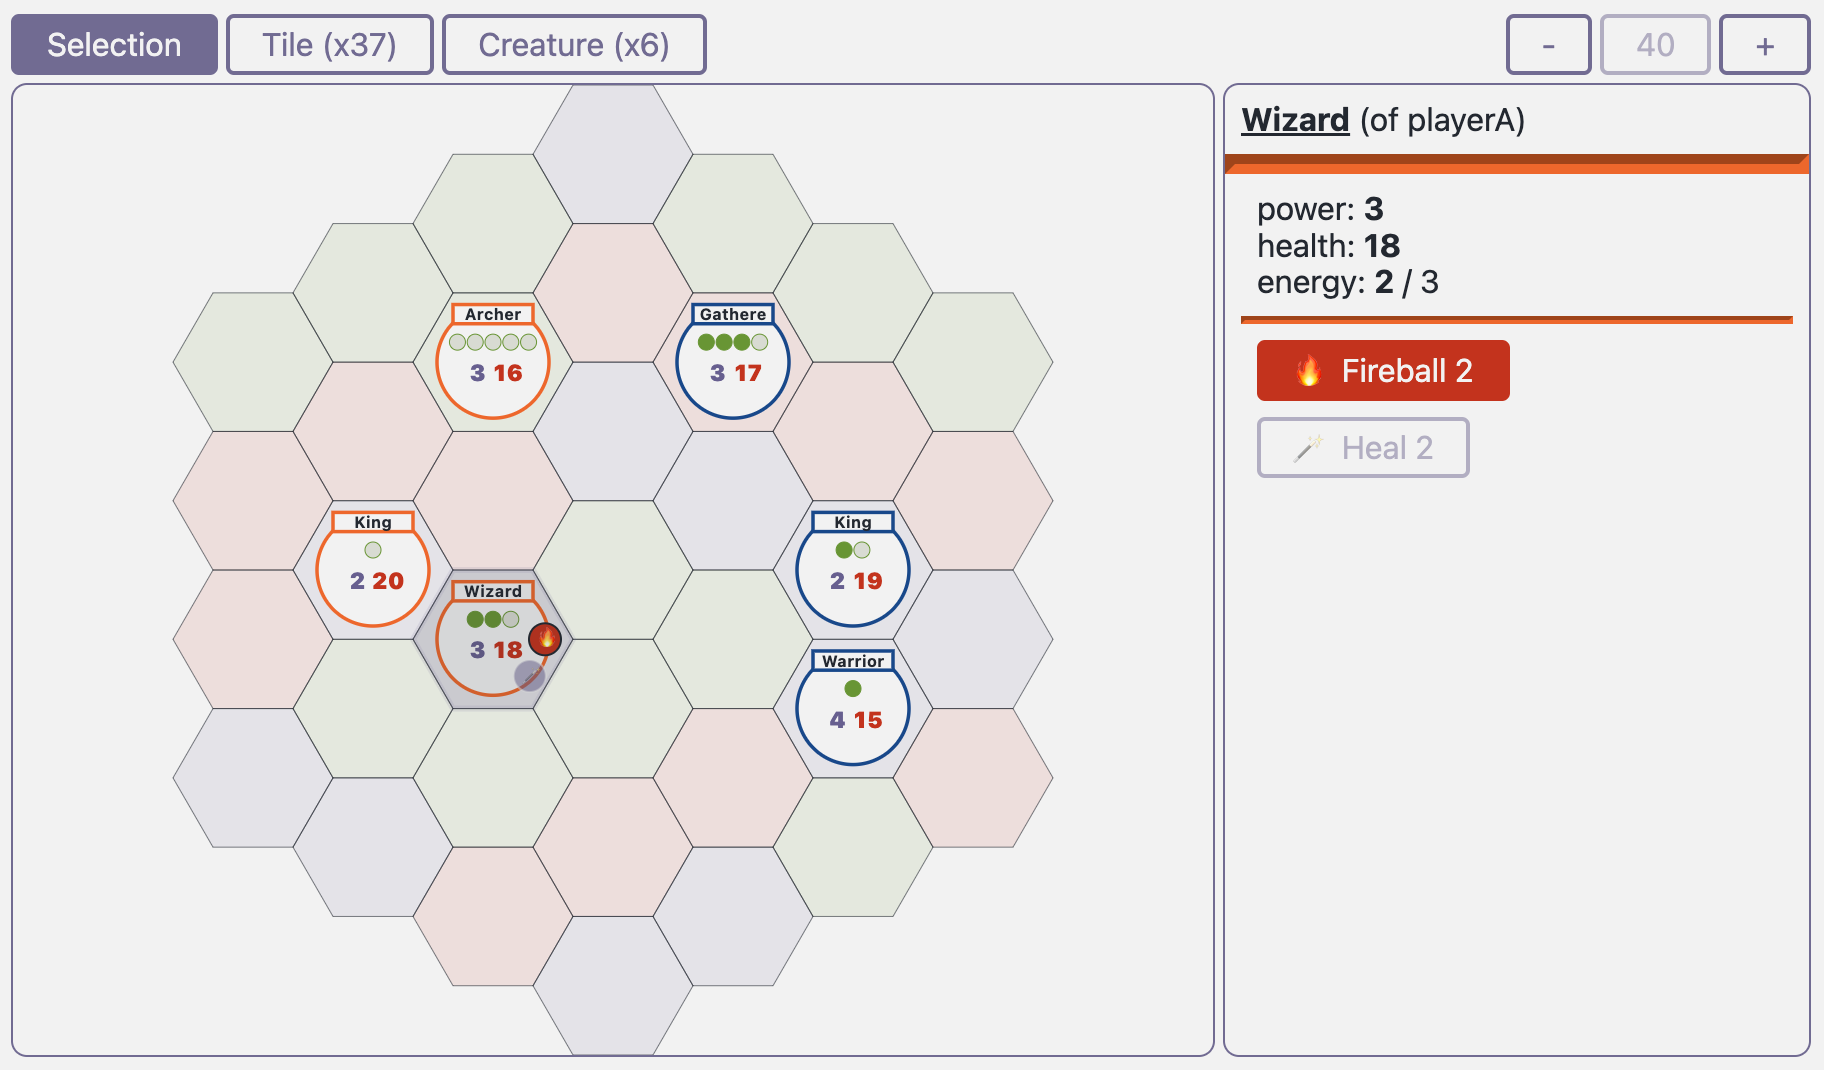 Selection
Tile (x37)
Creature (x6)
-
40
+
Wizard (of playerA)
power: 3
health: 18
energy: 2 / 3
Fireball 2
Heal 2
Archer
3 16
Gathere
3 17
King
2 20
King
2 19
Wizard
3 18
Warrior
4 15